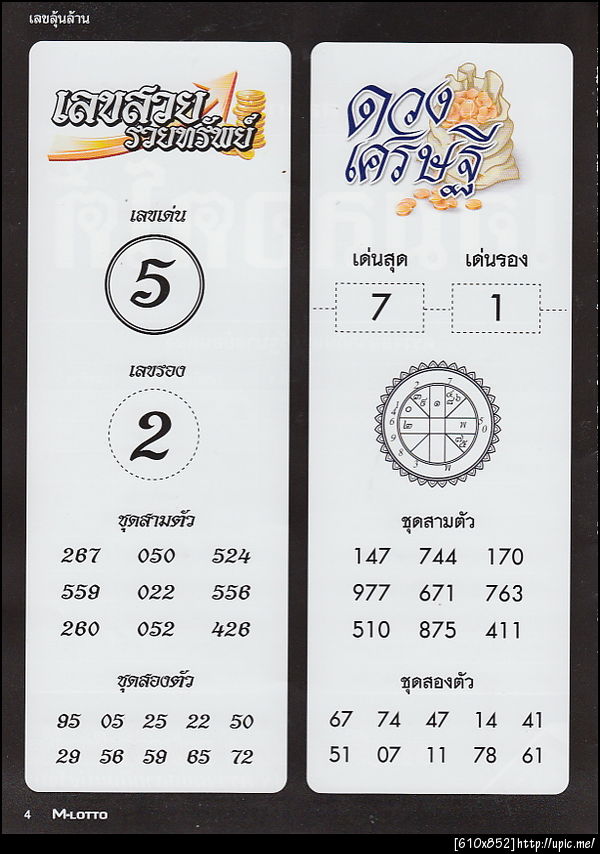 เลขลุ้นล้าน
เลขสวย
รวยทรัพย์
เลขเด่น
5
เลขรอง
2
ชุดสามตัว
267 050 524
559 022 556
260 052 426
ชุดสองตัว
95 05 25 22 50
29 56 59 65 72
ดวง
เศรษฐี
เด่นสุด เด่นรอง
7 1
ชุดสามตัว
147 744 170
977 671 763
510 875 411
ชุดสองตัว
67 74 47 14 41
51 07 11 78 61
4 M-LOTTO
[610x852]http://upic.me/